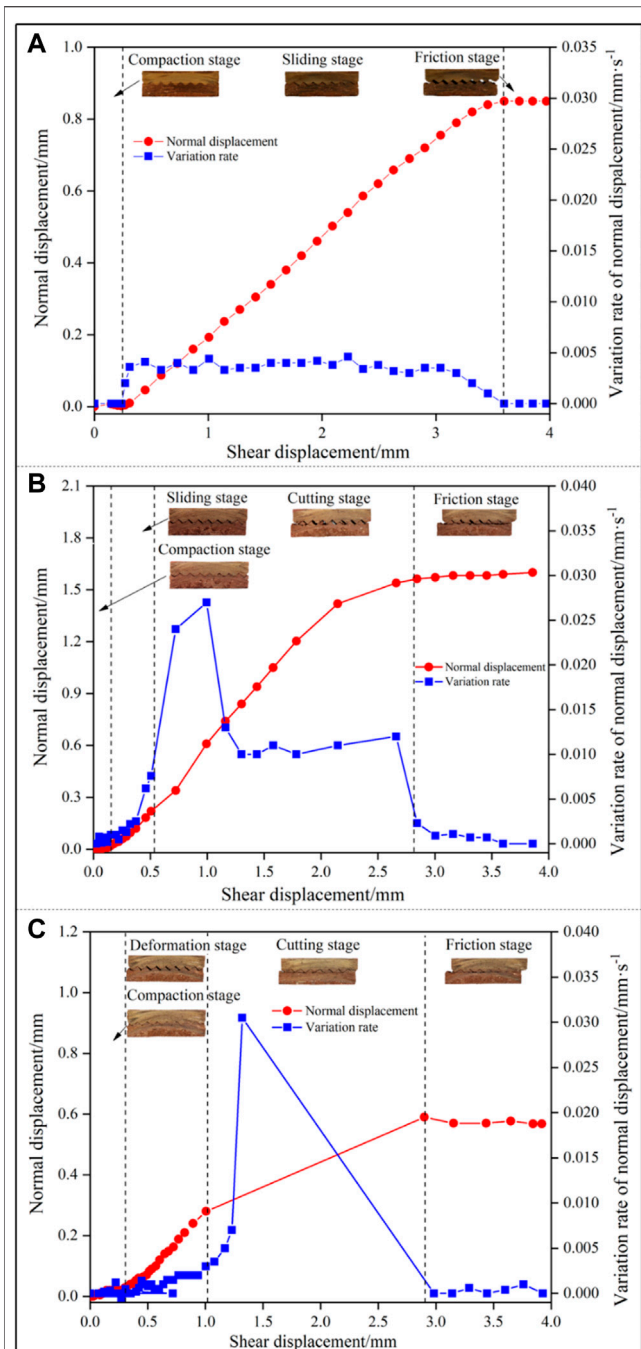 A
Compaction stage Sliding stage Friction stage
Normal displacement
Variation rate
Normal displacement/mm
1.0
0.8
0.6
0.4
0.2
0.0
Variation rate of normal dispalcement/mm·s⁻¹
0.035
0.030
0.025
0.020
0.015
0.010
0.005
0.000
0 1 2 3 4
Shear displacement/mm
B
Sliding stage Cutting stage Friction stage
Compaction stage
Normal displacement
Variation rate
Normal displacement/mm
2.1
1.8
1.5
1.2
0.9
0.6
0.3
0.0
Variation rate of normal displacement/mm·s⁻¹
0.040
0.035
0.030
0.025
0.020
0.015
0.010
0.005
0.000
0.0 0.5 1.0 1.5 2.0 2.5 3.0 3.5 4.0
Shear displacement/mm
C
Deformation stage Cutting stage Friction stage
Compaction stage
Normal displacement
Variation rate
Normal displacement/mm
1.2
1.0
0.8
0.6
0.4
0.2
0.0
Variation rate of normal displacement/mm·s⁻¹
0.040
0.035
0.030
0.025
0.020
0.015
0.010
0.005
0.000
0.0 0.5 1.0 1.5 2.0 2.5 3.0 3.5 4.0
Shear displacement/mm